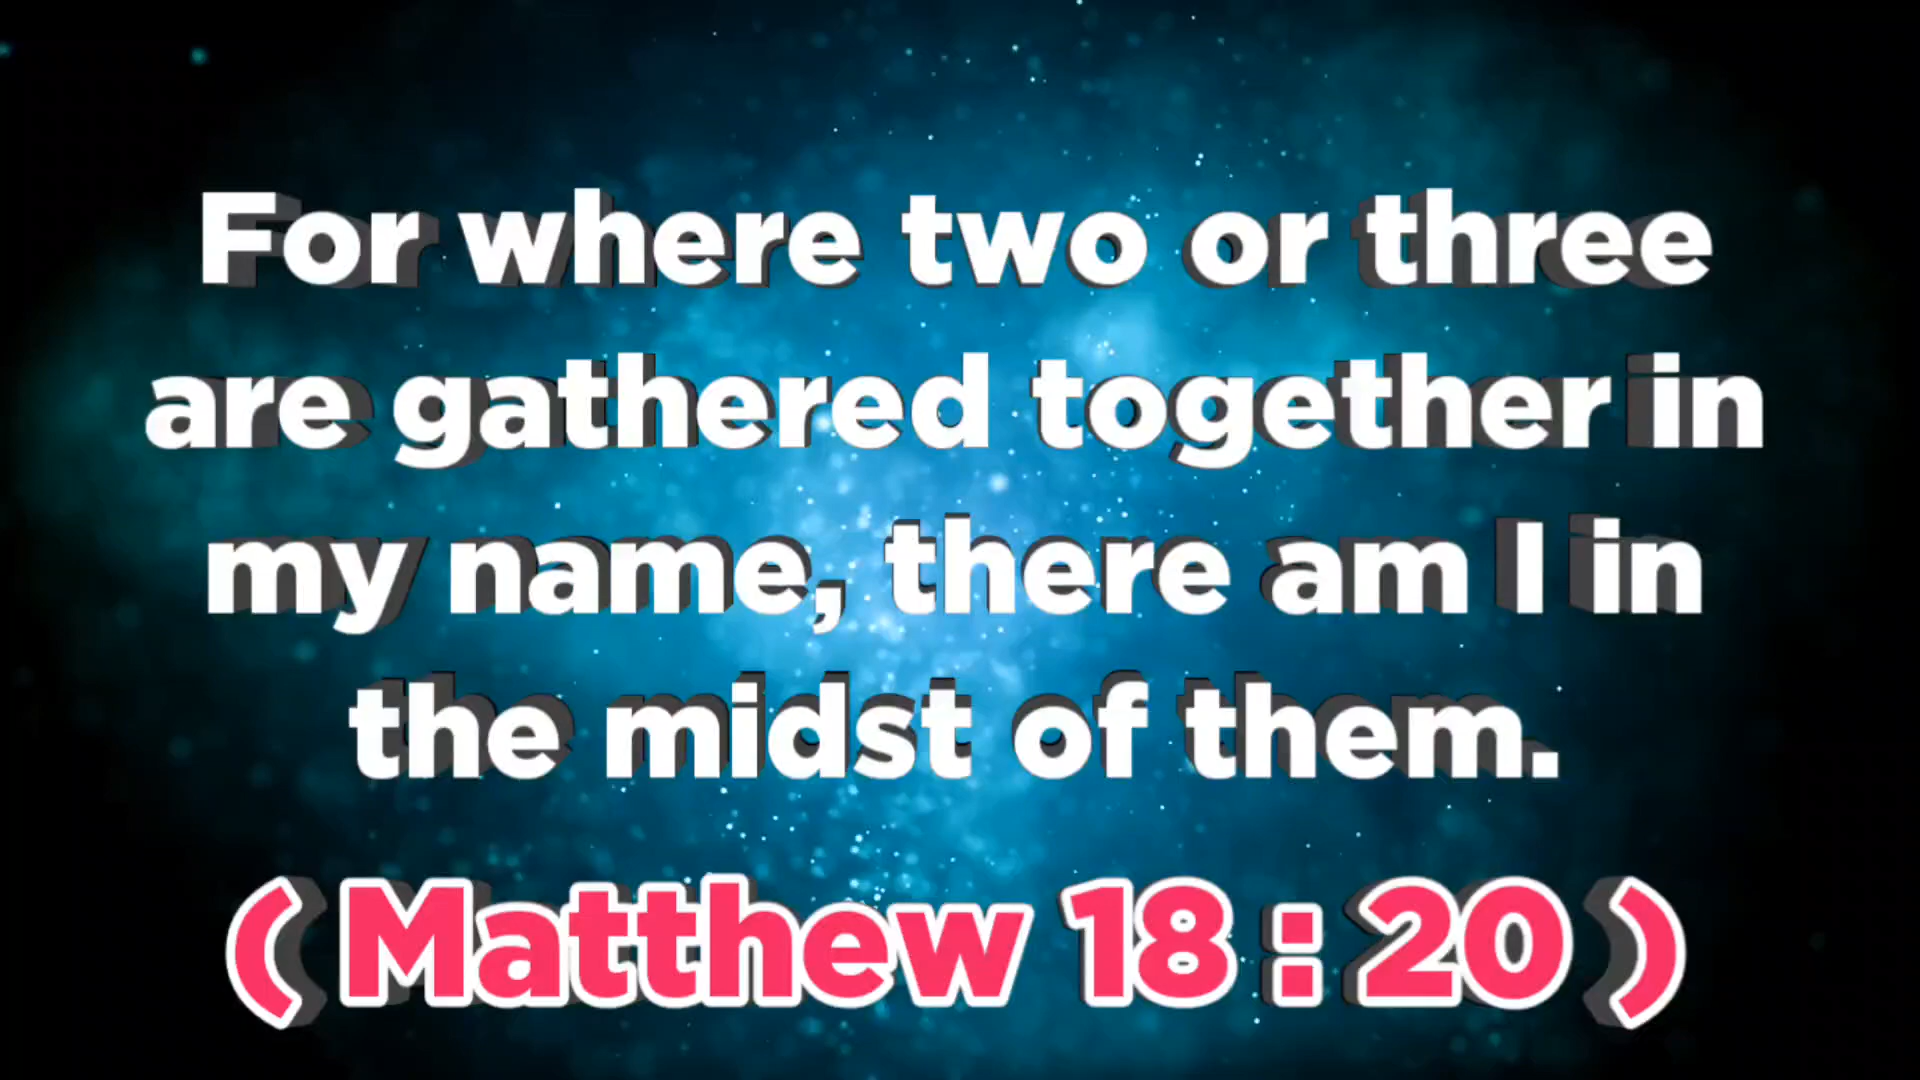 For where two or three
are gathered together in
my name, there am I in
the midst of them.
( Matthew 18 : 20 )